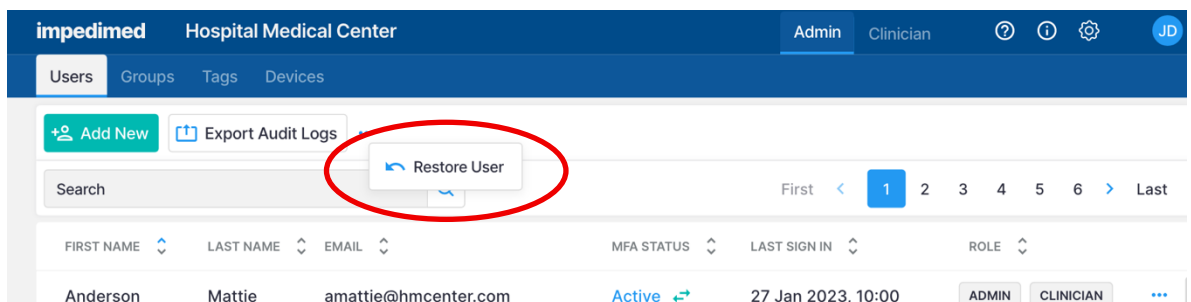 impedimed Hospital Medical Center Admin Clinician JD
Users Groups Tags Devices
Add New Export Audit Logs
Restore User
Search First 1 2 3 4 5 6 Last
FIRST NAME LAST NAME EMAIL MFA STATUS LAST SIGN IN ROLE
Anderson Mattie amattie@hmcenter.com Active 27 Jan 2023, 10:00 ADMIN CLINICIAN